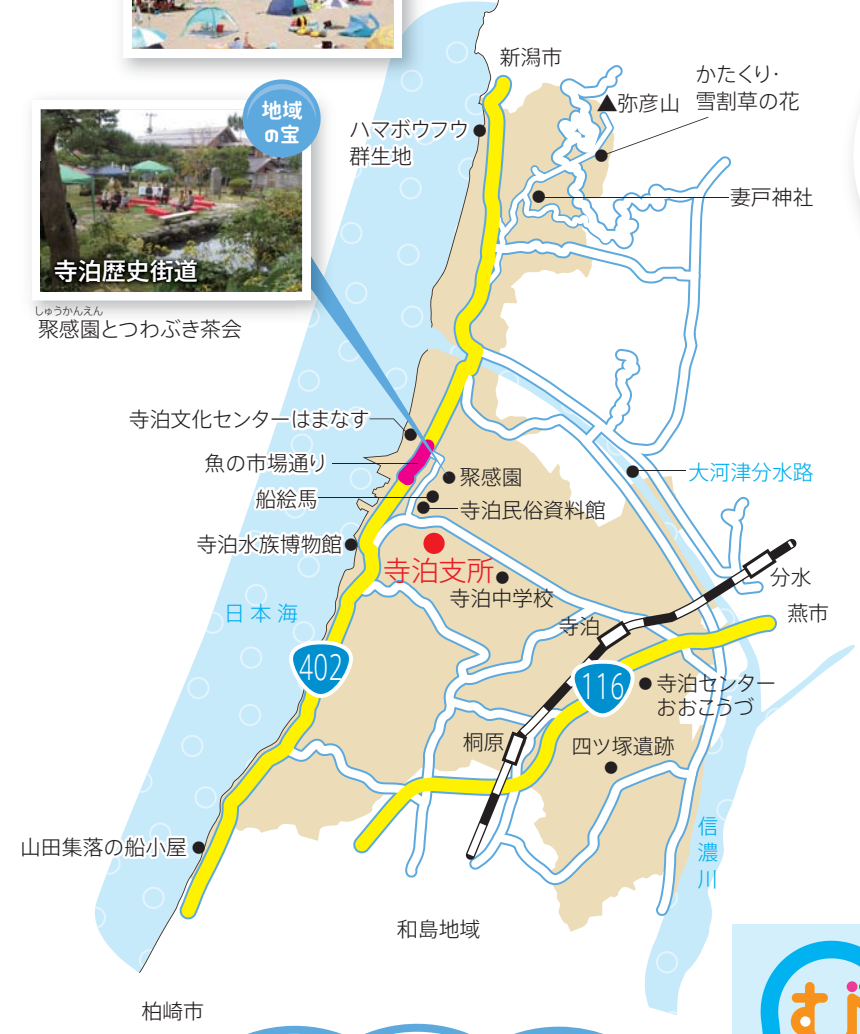 新潟市
かたくり・
雪割草の花
▲弥彦山
地域
の宝
ハマボウフウ
群生地
妻戸神社
寺泊歴史街道
しゅうかんえん
聚感園とつわぶき茶会
寺泊文化センターはまなす
魚の市場通り
聚感園
大河津分水路
船絵馬
寺泊民俗資料館
寺泊水族博物館
寺泊支所
分水
寺泊中学校
日本海
燕市
寺泊
402
116
寺泊センター
おおこうづ
桐原
四ツ塚遺跡
信濃川
山田集落の船小屋
和島地域
柏崎市
す